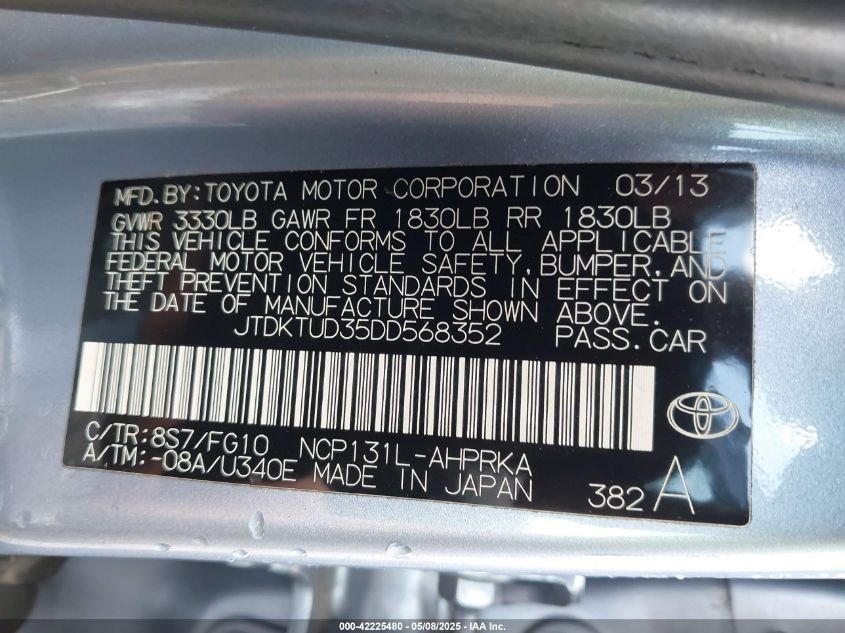 MFD.BY:TOYOTA MOTOR CORPORATION 03/13
GVWR 3330LB GAWR FR 1830LB RR 1830LB
THIS VEHICLE CONFORMS TO ALL APPLICABLE
FEDERAL MOTOR VEHICLE SAFETY,BUMPER,AND
THEFT PREVENTION STANDARDS IN EFFECT ON
THE DATE OF MANUFACTURE SHOWN ABOVE.
JTDKTUD35DD568352 PASS.CAR
C/TR:8S7/FG10 NCP131L-AHPRKA
A/TM:-08A/U340E MADE IN JAPAN
382 A
000-42225480 - 05/08/2025 - IAA Inc.